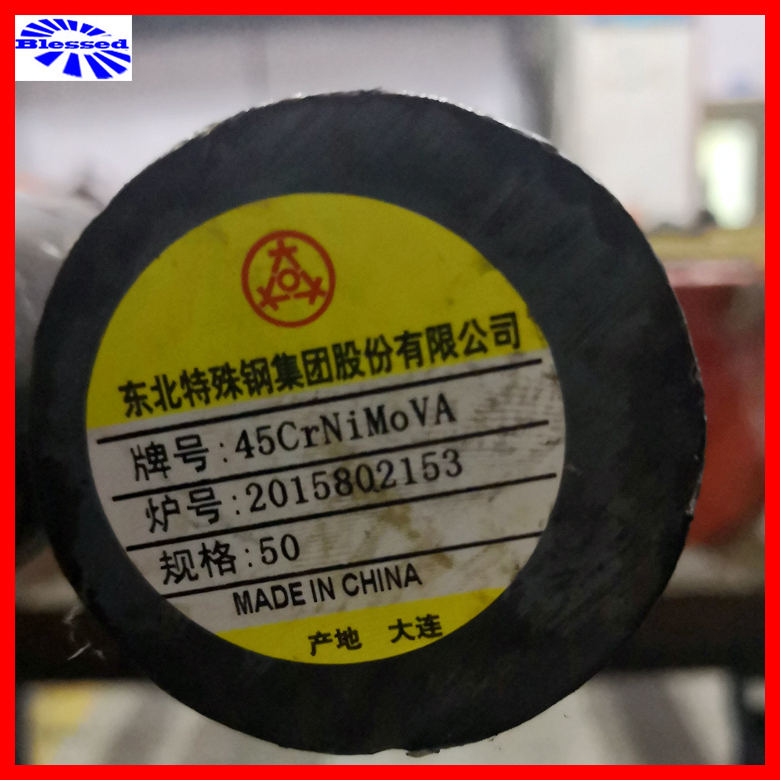 Blessed
东北特殊钢集团股份有限公司
牌号:45CrNiMoVA
炉号:2015802153
规格:50
MADE IN CHINA
产地 大连